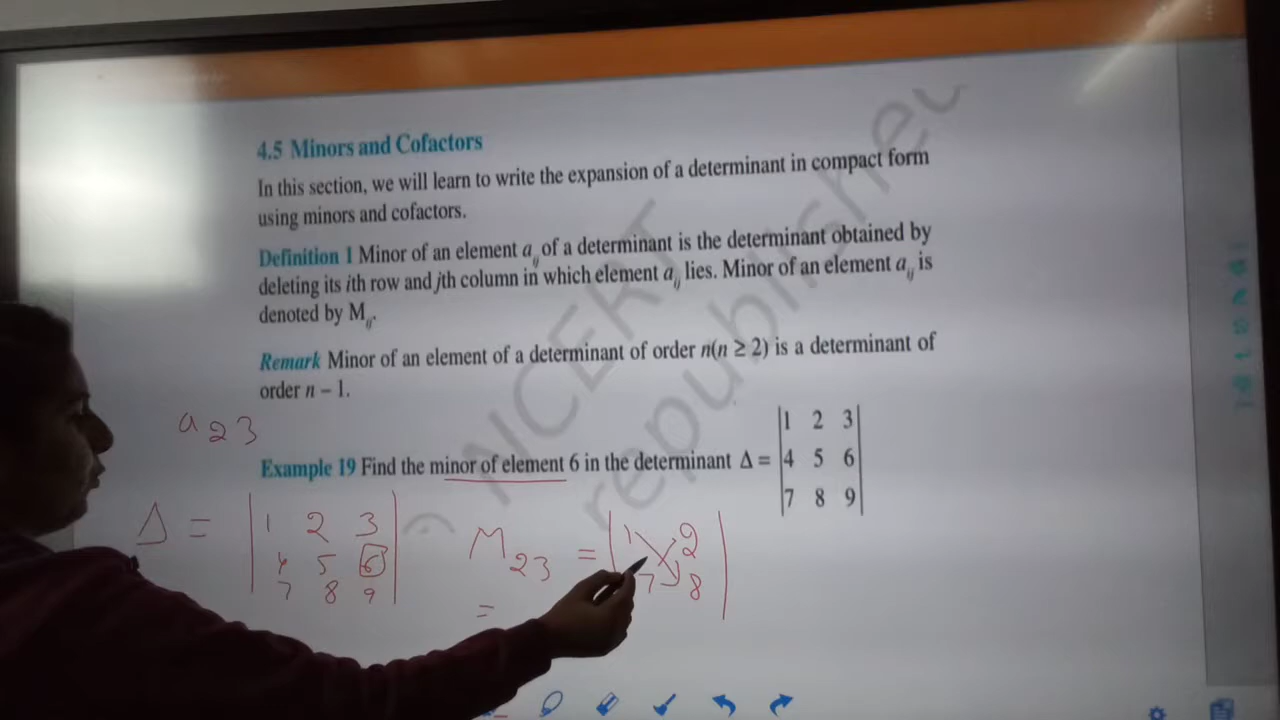 4.5 Minors and Cofactors
In this section, we will learn to write the expansion of a determinant in compact form
using minors and cofactors.
Definition 1 Minor of an element aij of a determinant is the determinant obtained by
deleting its ith row and jth column in which element aij lies. Minor of an element aij is
denoted by Mij.
Remark Minor of an element of a determinant of order n(n ≥ 2) is a determinant of
order n – 1.
a 23
Example 19 Find the minor of element 6 in the determinant Δ =
1 2 3
4 5 6
7 8 9
Δ =
1 2 3
4 5 6
7 8 9
M23 =
1 2
7 8
=
© NCERT
republished